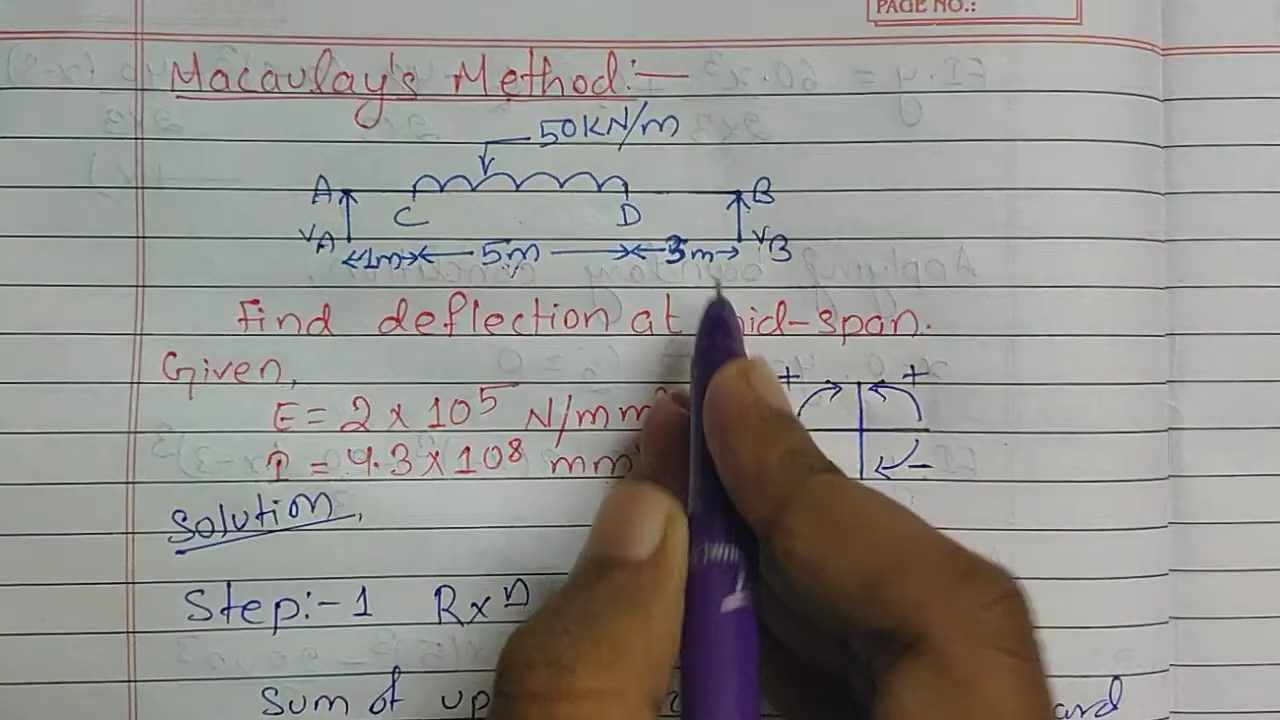 PAGE NO.:
Macaulay's Method:-
50KN/m
A B
C D
VA VB
1m 5m 3m
Find deflection at mid-span.
Given,
E = 2 x 10^5 N/mm
I = 4.3 x 10^8 mm
+ +
-
Solution,
Step:-1 Rxn
Sum of up